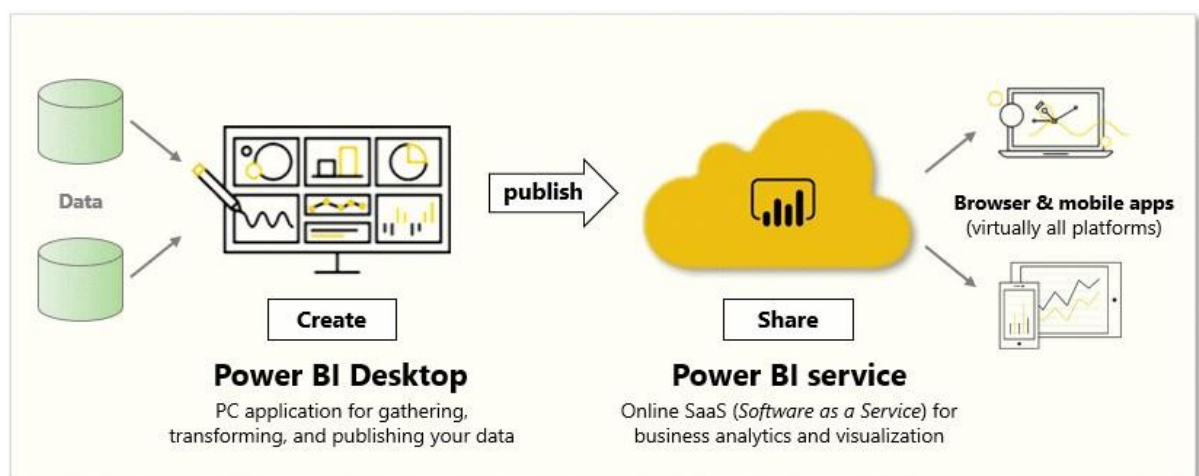 Data
publish
Create
Power BI Desktop
PC application for gathering,
transforming, and publishing your data
Share
Power BI service
Online SaaS (Software as a Service) for
business analytics and visualization
Browser & mobile apps
(virtually all platforms)